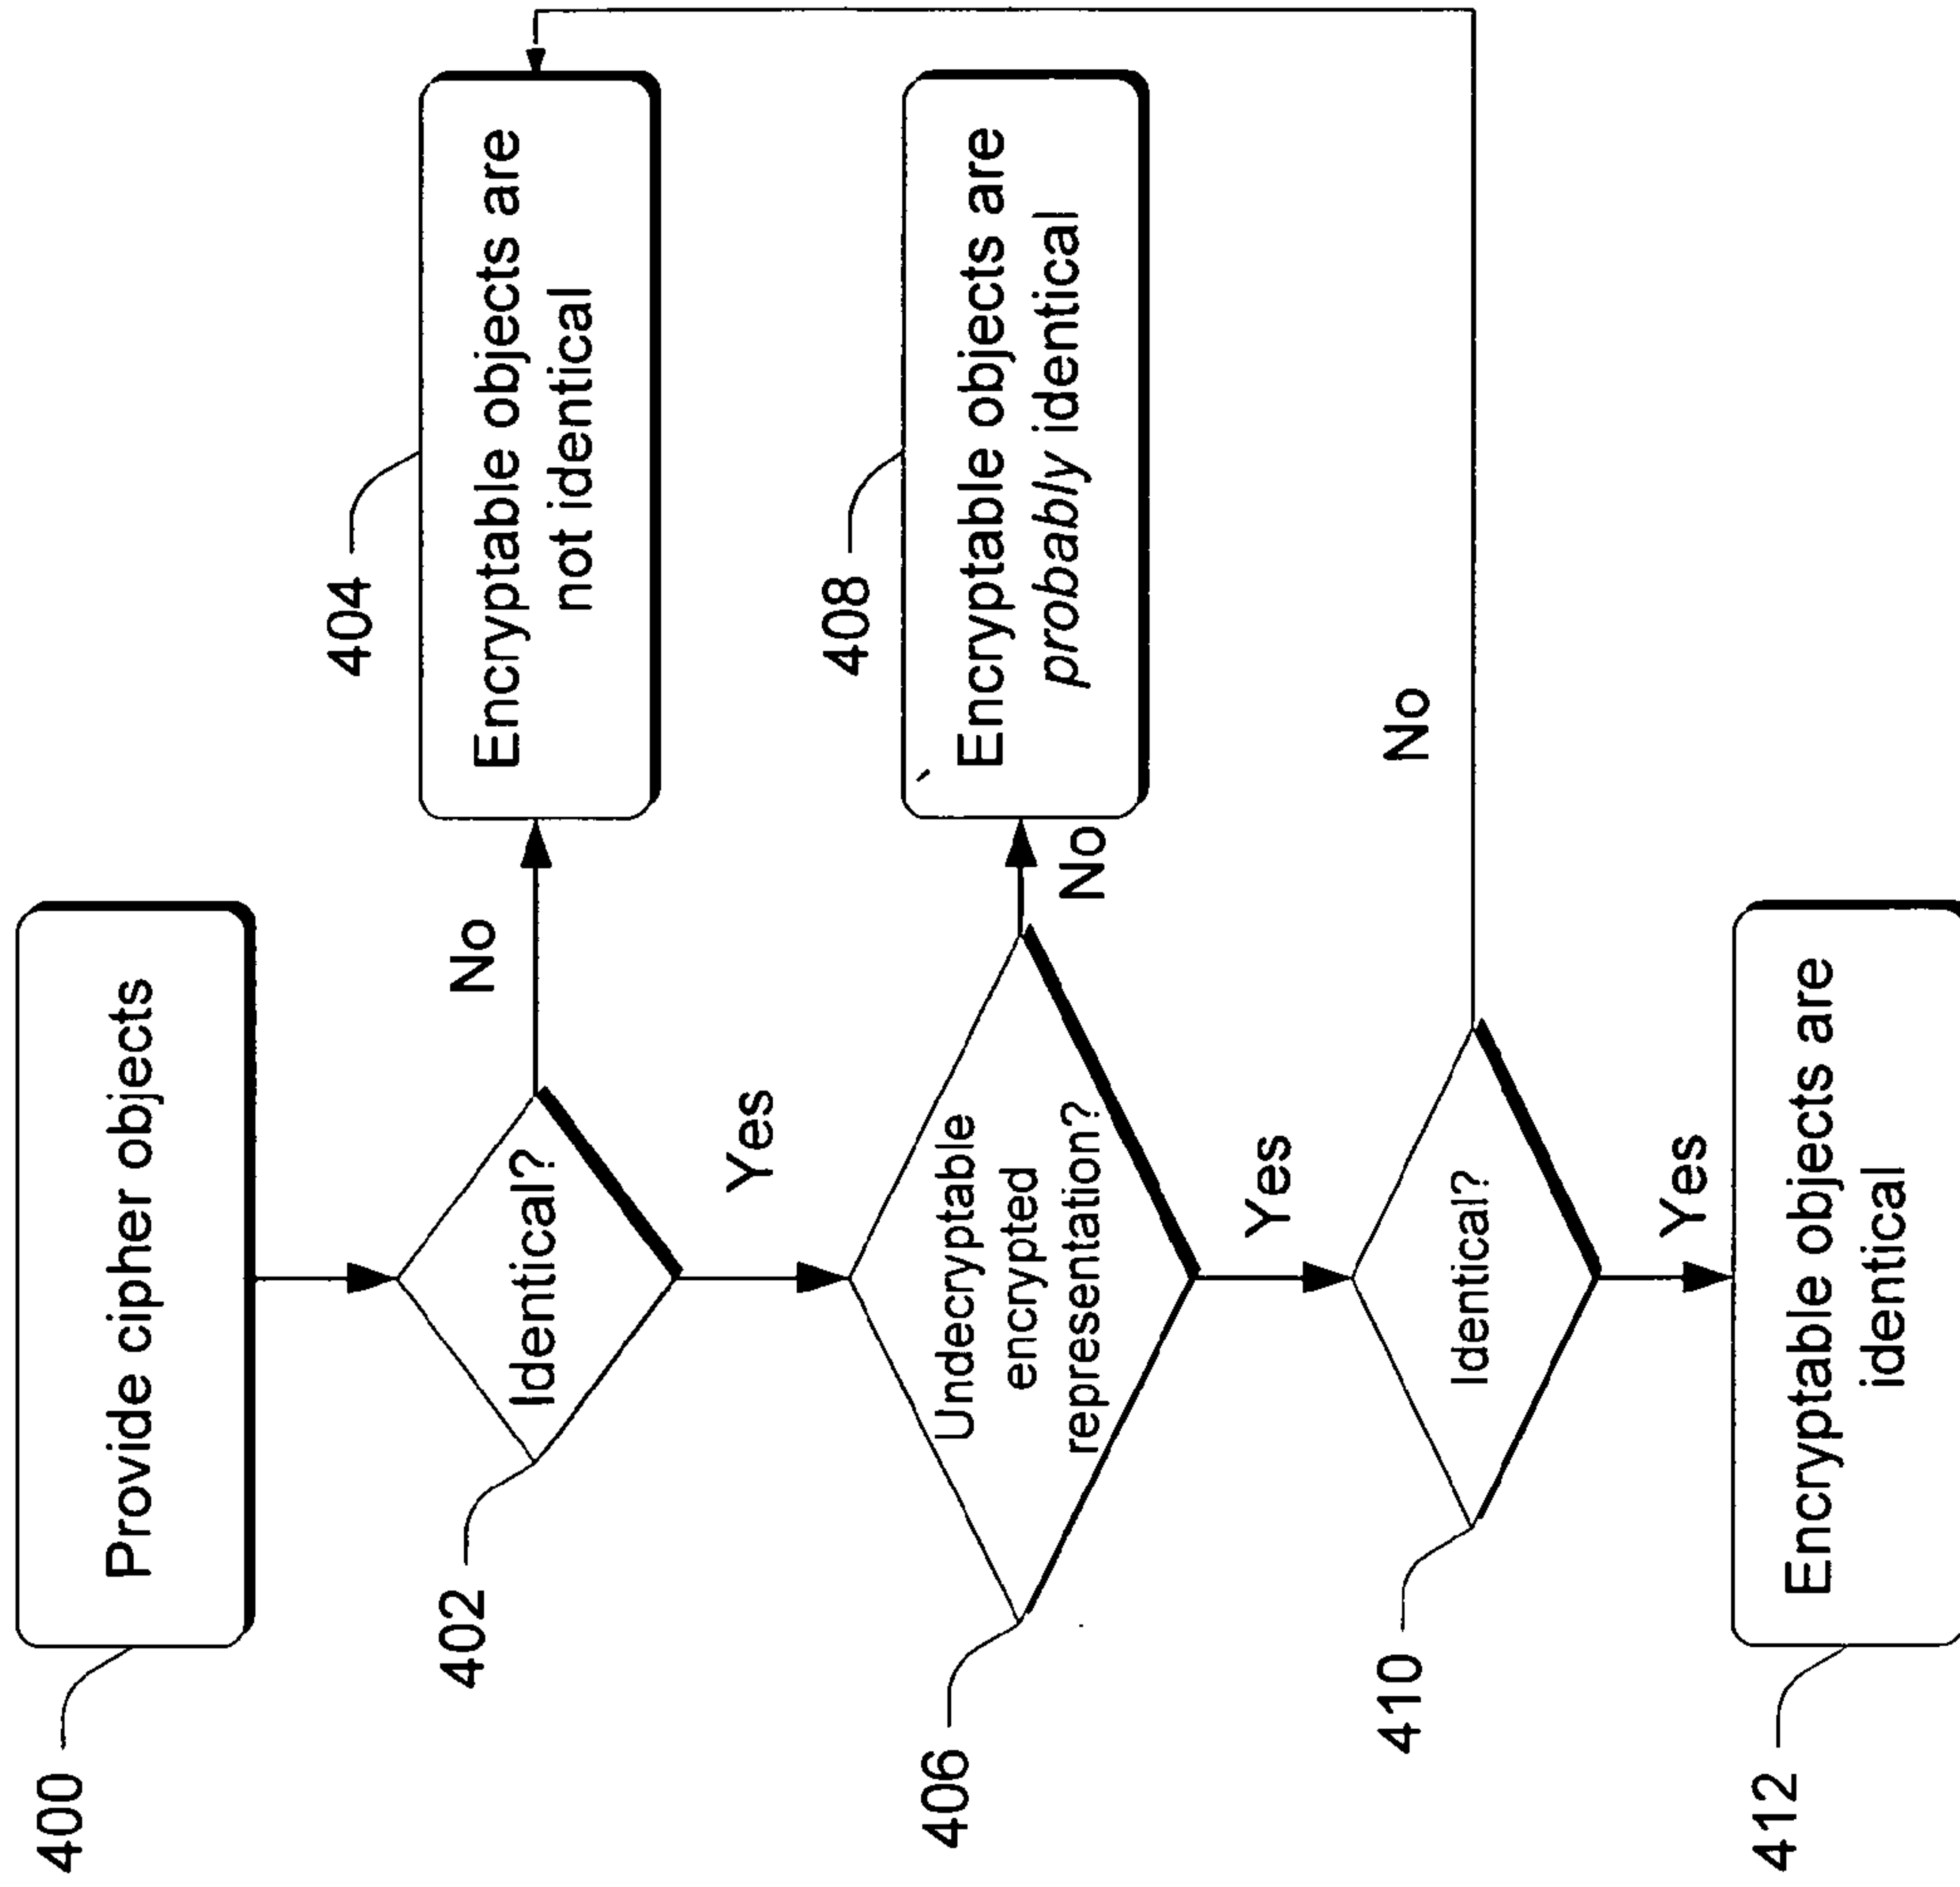 400
Provide cipher objects
402
Identical?
No
404
Encryptable objects are
not identical
Yes
406
Undecryptable
encrypted
representation?
No
408
Encryptable objects are
probably identical
Yes
410
Identical?
No
Yes
412
Encryptable objects are
identical